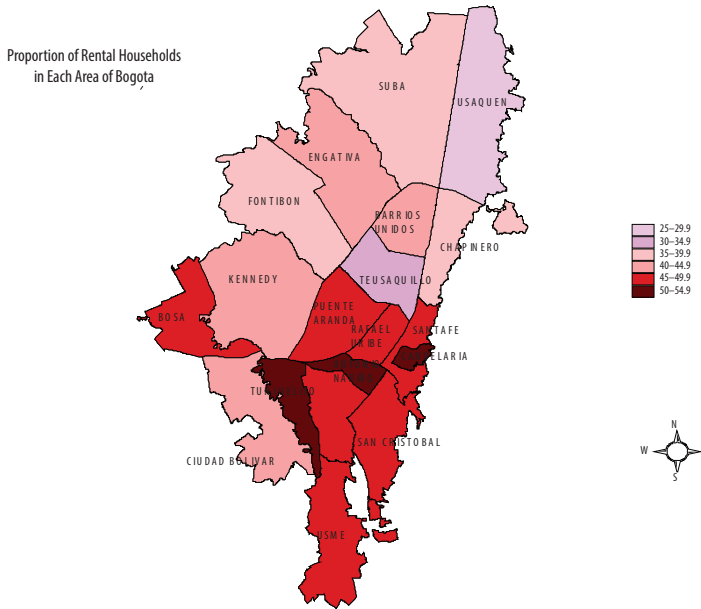 Proportion of Rental Households
in Each Area of Bogota
SUBA
USAQUEN
ENGATIVA
FONTIBON
BARRIOS
UNIDOS
CHAPINERO
TEUSAQUILLO
KENNEDY
BOSA
PUENTE
ARANDA
RAFAEL
URIBE
SANTAFE
SAN CRISTOBAL
CIUDAD BOLIVAR
USME
25–29.9
30–34.9
35–39.9
40–44.9
45–49.9
50–54.9
N
W
E
S